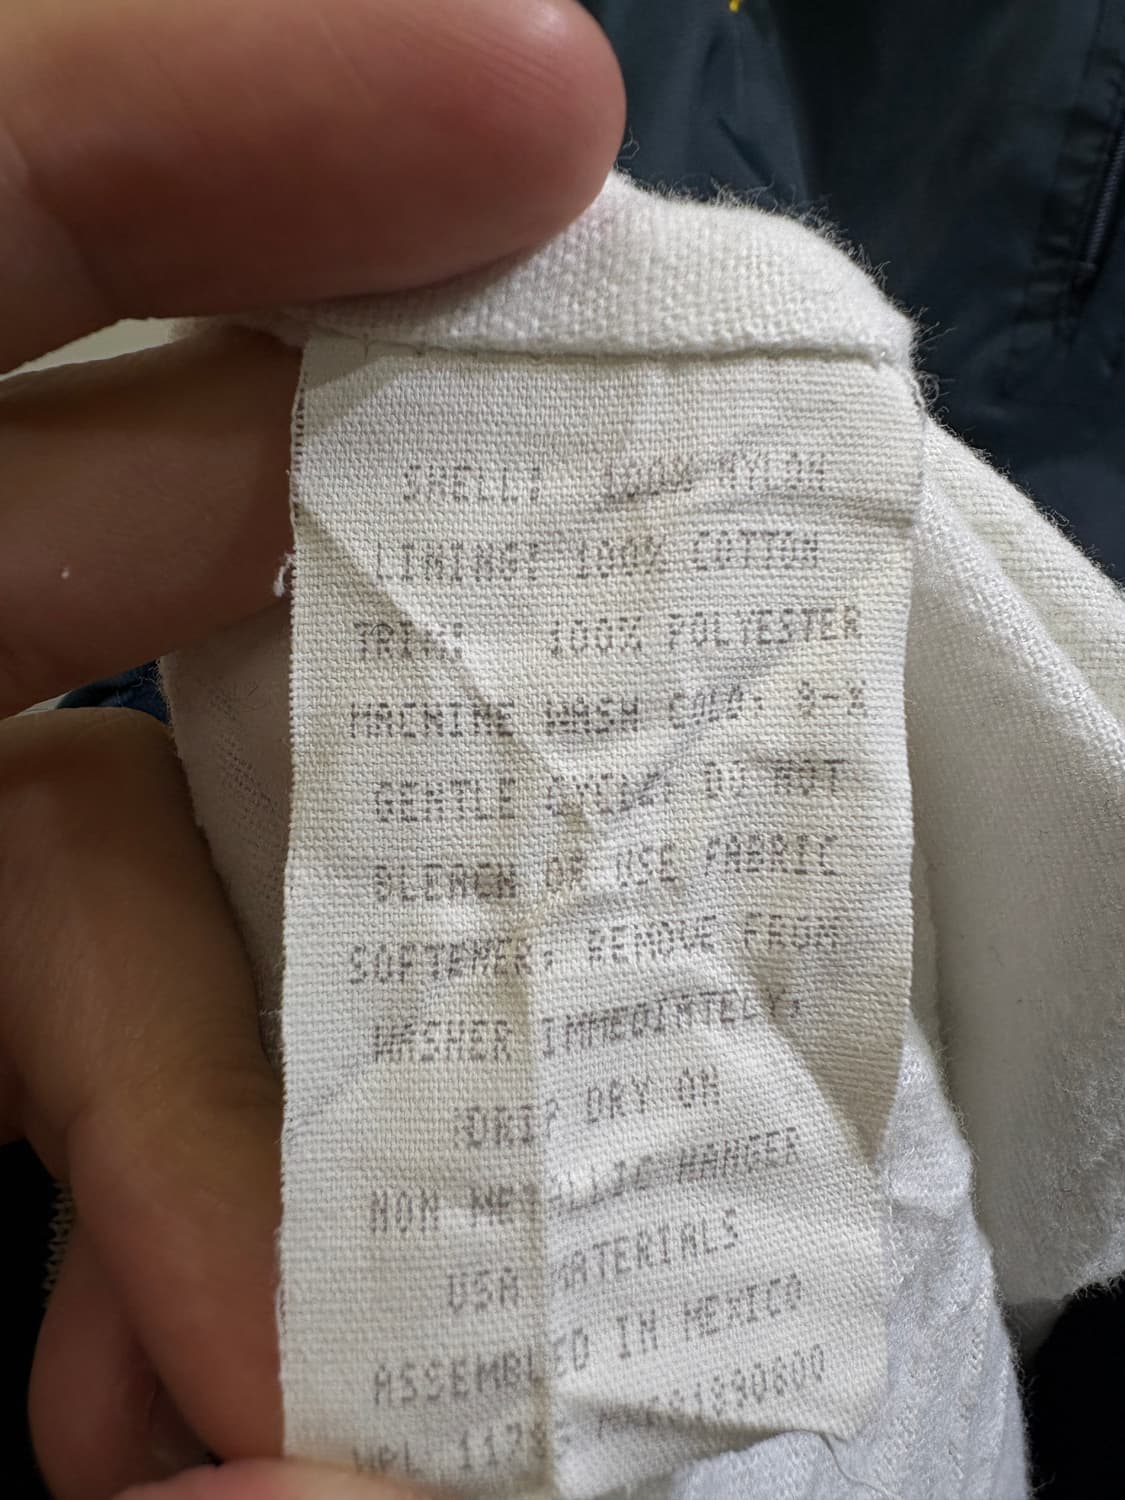 SHELL: 100% NYLON
LINING: 100% COTTON
TRIM: 100% POLYESTER
MACHINE WASH COLD;
GENTLE CYCLE; DO NOT
BLEACH OR USE FABRIC
SOFTENER; REMOVE FROM
WASHER IMMEDIATELY;
DRIP DRY ON
NON METALLIC HANGER
USA MATERIALS
ASSEMBLED IN MEXICO
WPL